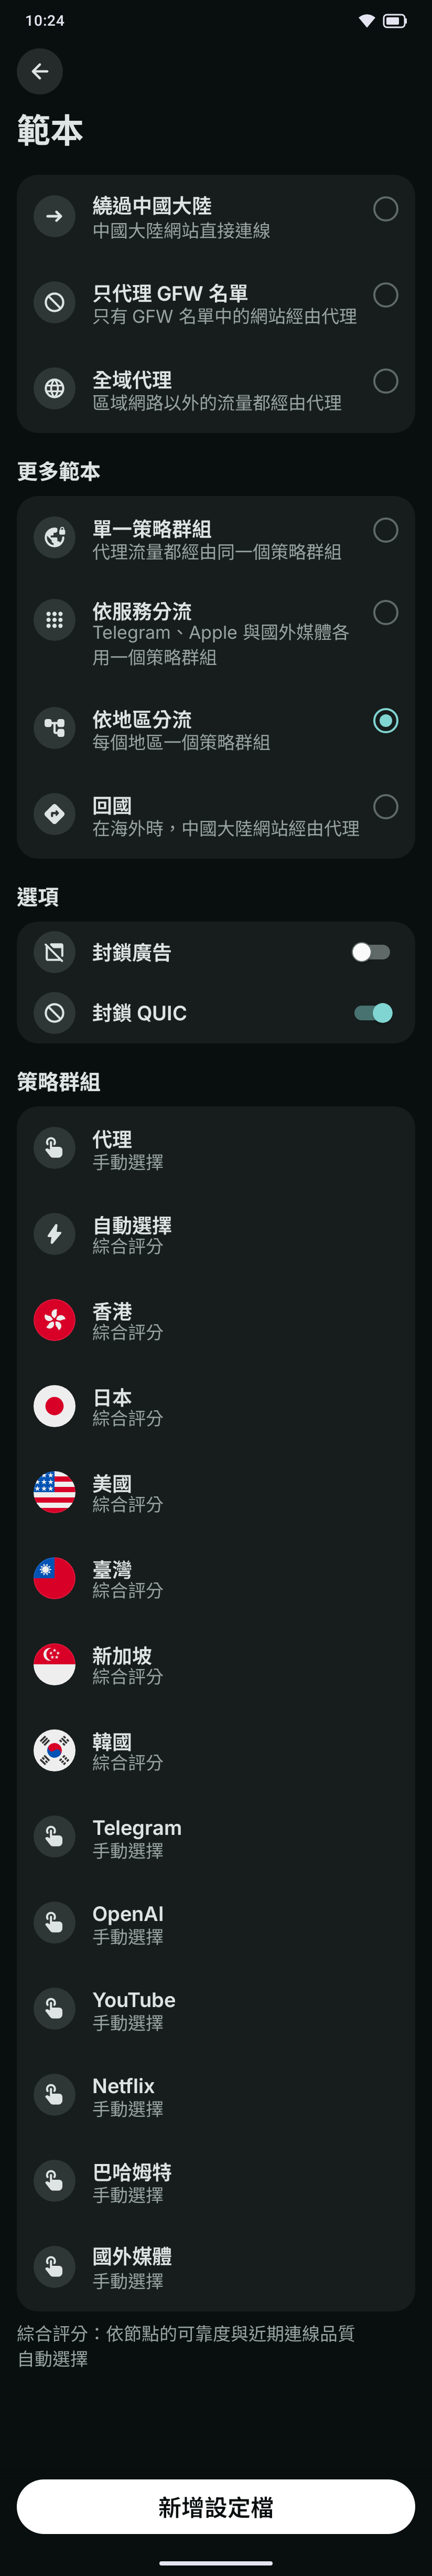 10:24
範本
繞過中國大陸
中國大陸網站直接連線
只代理 GFW 名單
只有 GFW 名單中的網站經由代理
全域代理
區域網路以外的流量都經由代理
更多範本
單一策略群組
代理流量都經由同一個策略群組
依服務分流
Telegram、Apple 與國外媒體各
用一個策略群組
依地區分流
每個地區一個策略群組
回國
在海外時，中國大陸網站經由代理
選項
封鎖廣告
封鎖 QUIC
策略群組
代理
手動選擇
自動選擇
綜合評分
香港
綜合評分
日本
綜合評分
美國
綜合評分
臺灣
綜合評分
新加坡
綜合評分
韓國
綜合評分
Telegram
手動選擇
OpenAI
手動選擇
YouTube
手動選擇
Netflix
手動選擇
巴哈姆特
手動選擇
國外媒體
手動選擇
綜合評分：依節點的可靠度與近期連線品質
自動選擇
新增設定檔